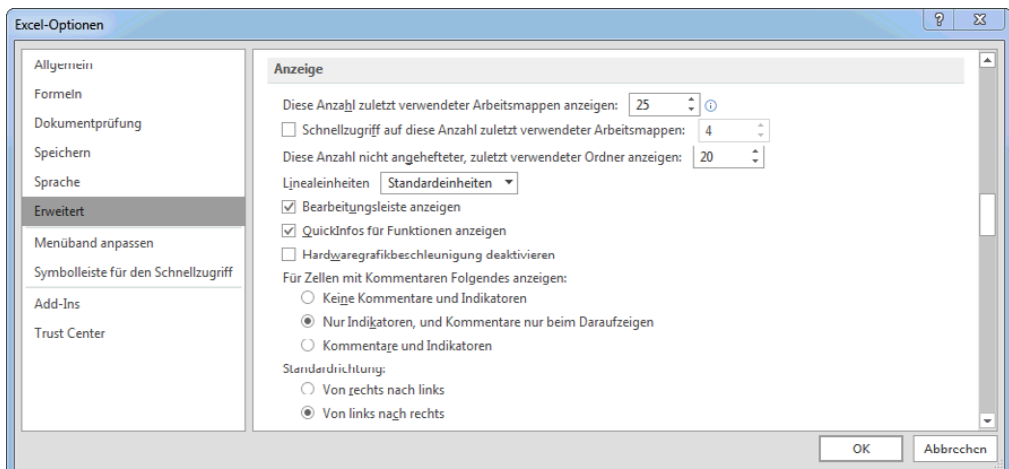 Excel-Optionen
Allgemein
Formeln
Dokumentprüfung
Speichern
Sprache
Erweitert
Menüband anpassen
Symbolleiste für den Schnellzugriff
Add-Ins
Trust Center
Anzeige
Diese Anzahl zuletzt verwendeter Arbeitsmappen anzeigen: 25
Schnellzugriff auf diese Anzahl zuletzt verwendeter Arbeitsmappen: 4
Diese Anzahl nicht angehefteter, zuletzt verwendeter Ordner anzeigen: 20
Linealeinheiten Standardeinheiten
Bearbeitungsleiste anzeigen
QuickInfos für Funktionen anzeigen
Hardwaregrafikbeschleunigung deaktivieren
Für Zellen mit Kommentaren Folgendes anzeigen:
Keine Kommentare und Indikatoren
Nur Indikatoren, und Kommentare nur beim Daraufzeigen
Kommentare und Indikatoren
Standardrichtung:
Von rechts nach links
Von links nach rechts
OK Abbrechen